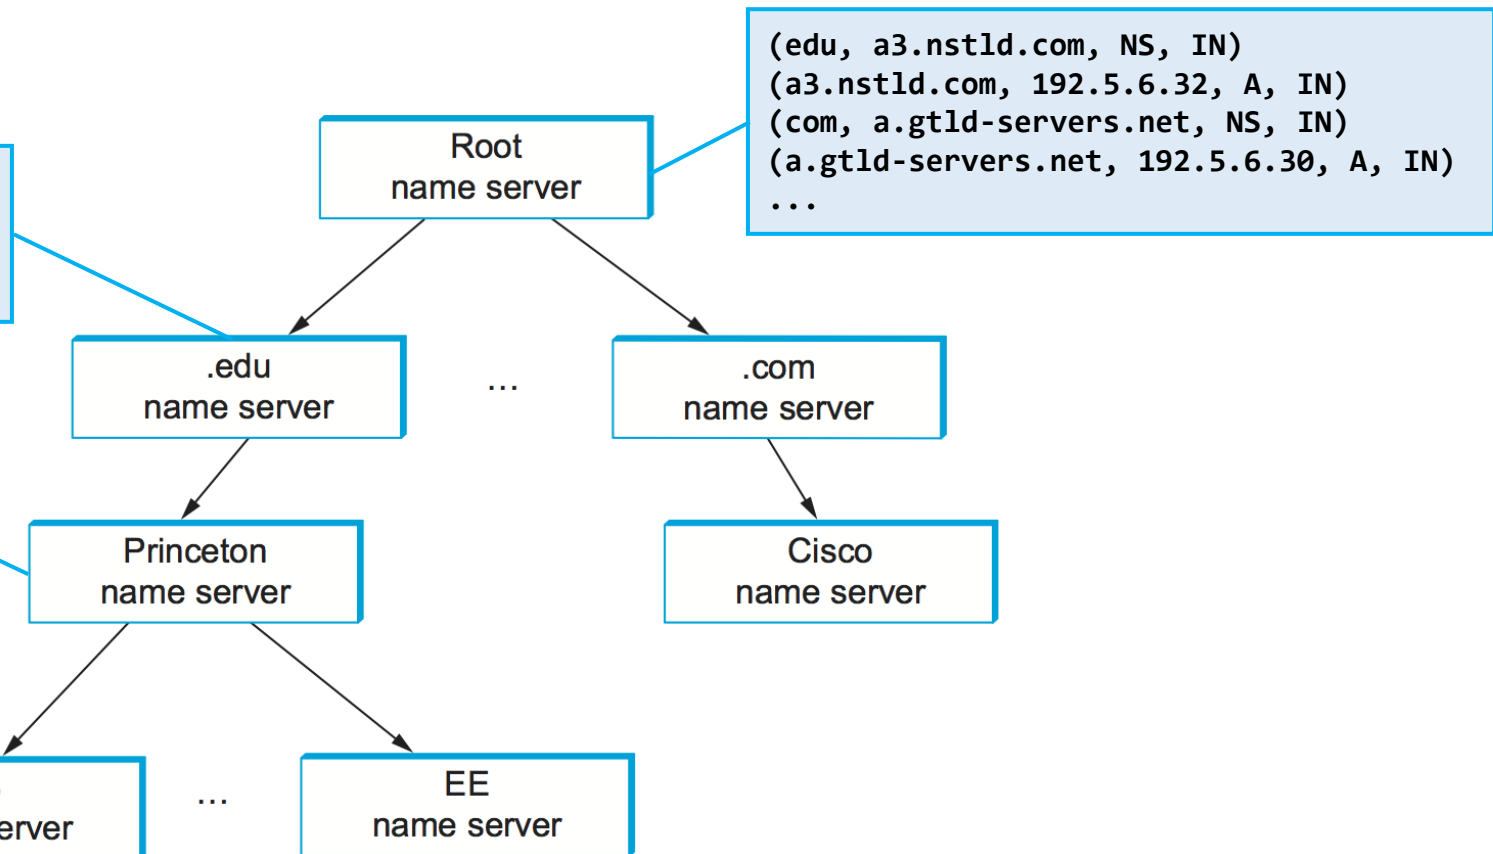 (edu, a3.nstld.com, NS, IN)
(a3.nstld.com, 192.5.6.32, A, IN)
(com, a.gtld-servers.net, NS, IN)
(a.gtld-servers.net, 192.5.6.30, A, IN)
...
Root
name server
.edu
name server
...
.com
name server
Princeton
name server
Cisco
name server
...
EE
name server